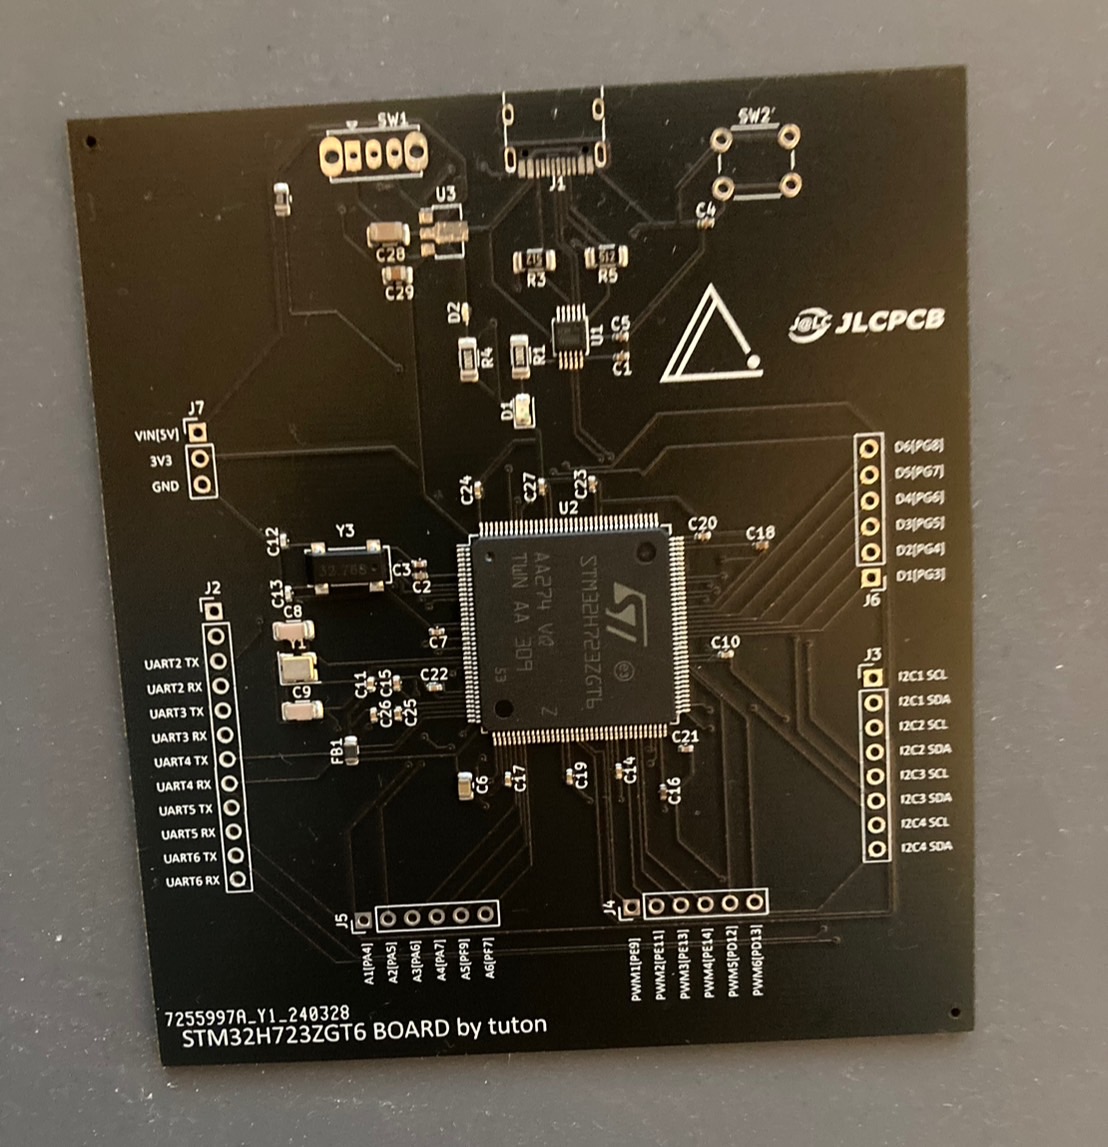 SW1
SW2
J1
U3
C4
C28
C29
R3
R5
D2
U1
C5
R4
R1
C1
D1
J@LC JLCPCB
J7
VIN[5V]
3V3
GND
D6[PG8]
D5[PG7]
D4[PG6]
D3[PG5]
D2[PG4]
D1[PG3]
J6
C24
C27
C23
U2
C20
C18
C12
Y3
C3
C2
C13
C8
Y1
C9
C7
C11
C15
C22
C26
C25
FB1
C10
C21
C6
C17
C19
C14
C16
ST
STM32H723ZGT6
AA274 VQ
TWN AA 309
53
Z
J2
UART2 TX
UART2 RX
UART3 TX
UART3 RX
UART4 TX
UART4 RX
UART5 TX
UART5 RX
UART6 TX
UART6 RX
J3
I2C1 SCL
I2C1 SDA
I2C2 SCL
I2C2 SDA
I2C3 SCL
I2C3 SDA
I2C4 SCL
I2C4 SDA
J5
A1[PA4]
A2[PA5]
A3[PA6]
A4[PA7]
A5[PF9]
A6[PF7]
J4
PWM1[PE9]
PWM2[PE11]
PWM3[PE13]
PWM4[PE14]
PWM5[PD12]
PWM6[PD13]
7255997A_Y1_240328
STM32H723ZGT6 BOARD by tuton